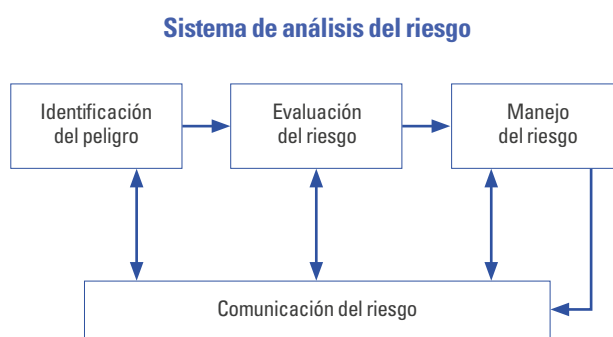 Sistema de análisis del riesgo
Identificación
del peligro
Evaluación
del riesgo
Manejo
del riesgo
Comunicación del riesgo